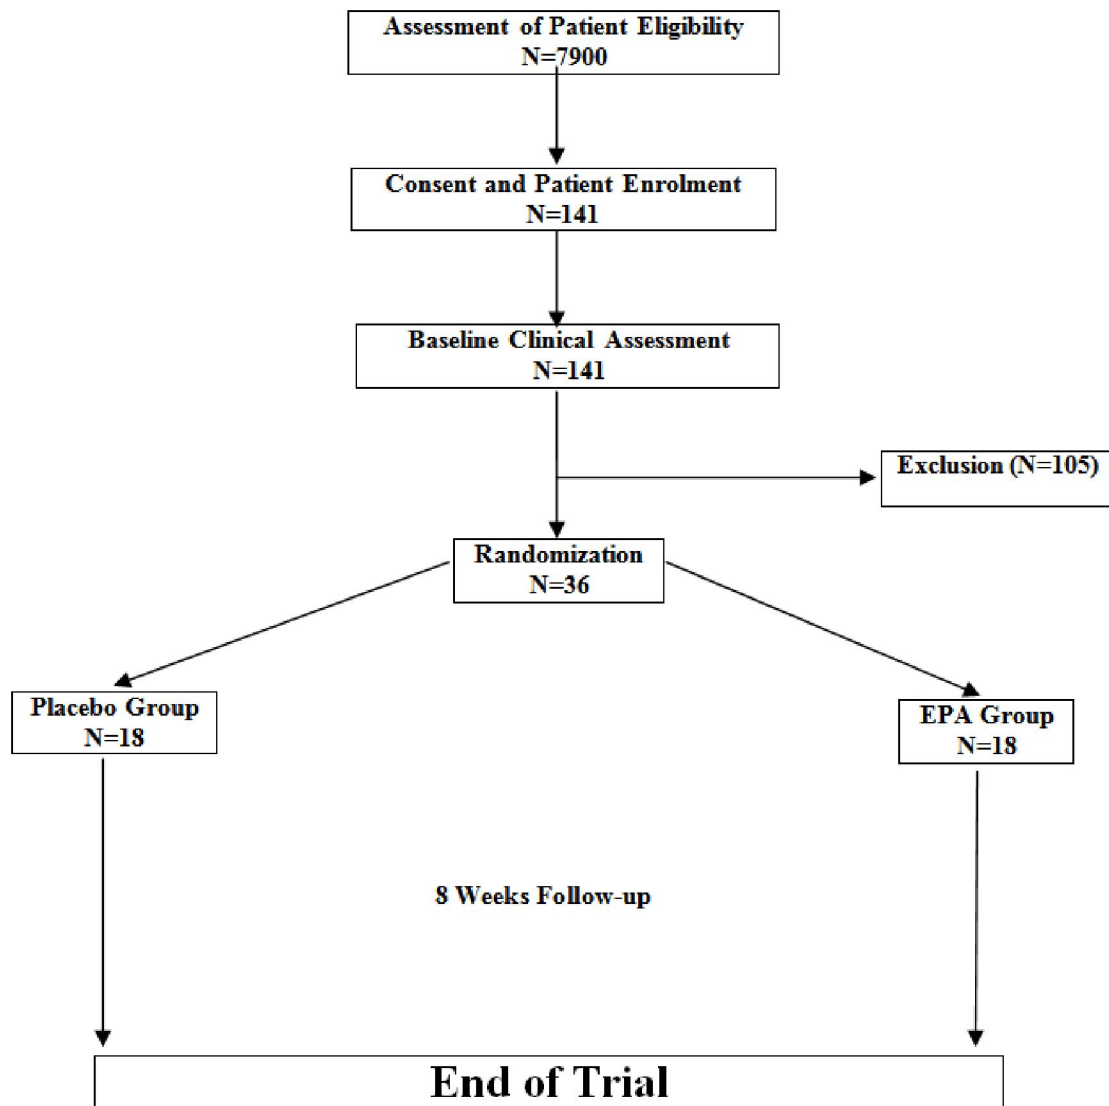 Assessment of Patient Eligibility
N=7900
Consent and Patient Enrolment
N=141
Baseline Clinical Assessment
N=141
Exclusion (N=105)
Randomization
N=36
Placebo Group
N=18
EPA Group
N=18
8 Weeks Follow-up
End of Trial